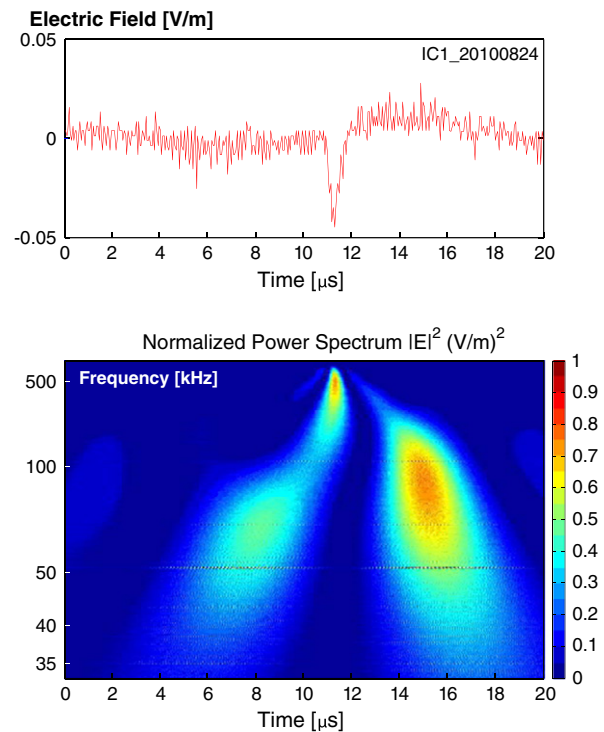 Electric Field [V/m]
0.05
IC1_20100824
0
-0.05
0 2 4 6 8 10 12 14 16 18 20
Time [μs]
Normalized Power Spectrum |E|² (V/m)²
Frequency [kHz]
500
100
50
40
35
0 2 4 6 8 10 12 14 16 18 20
Time [μs]
1
0.9
0.8
0.7
0.6
0.5
0.4
0.3
0.2
0.1
0